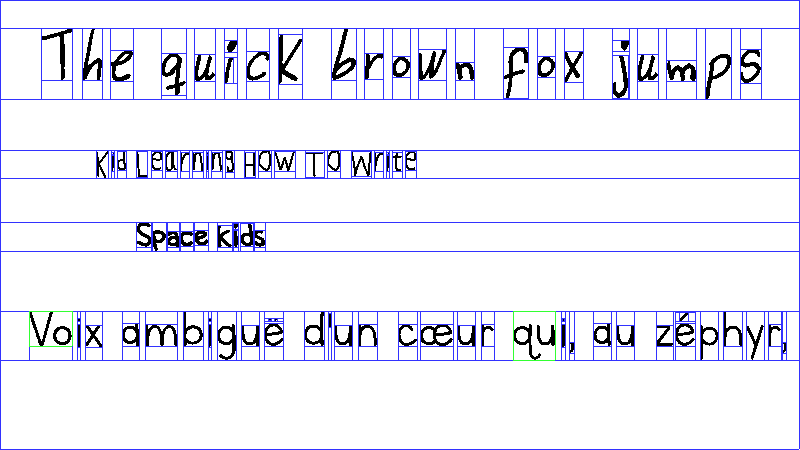 The quick brown fox jumps
Kid Learning How To Write
Space Kids
Voix ambiguë d'un cœur qui, au zéphyr,